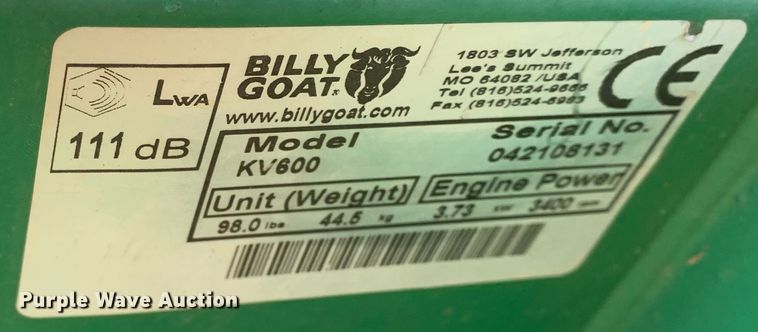 LWA
111 dB
BILLY GOAT®
www.billygoat.com
1803 SW Jefferson
Lee's Summit
MO 64082 /USA
Tel (816)524-9666
Fax (816)524-6983
CE
Model
KV600
Serial No.
042108131
Unit (Weight)
98.0 lbs 44.5 kg
Engine Power
3.73 kw 3400 rpm
Purple Wave Auction